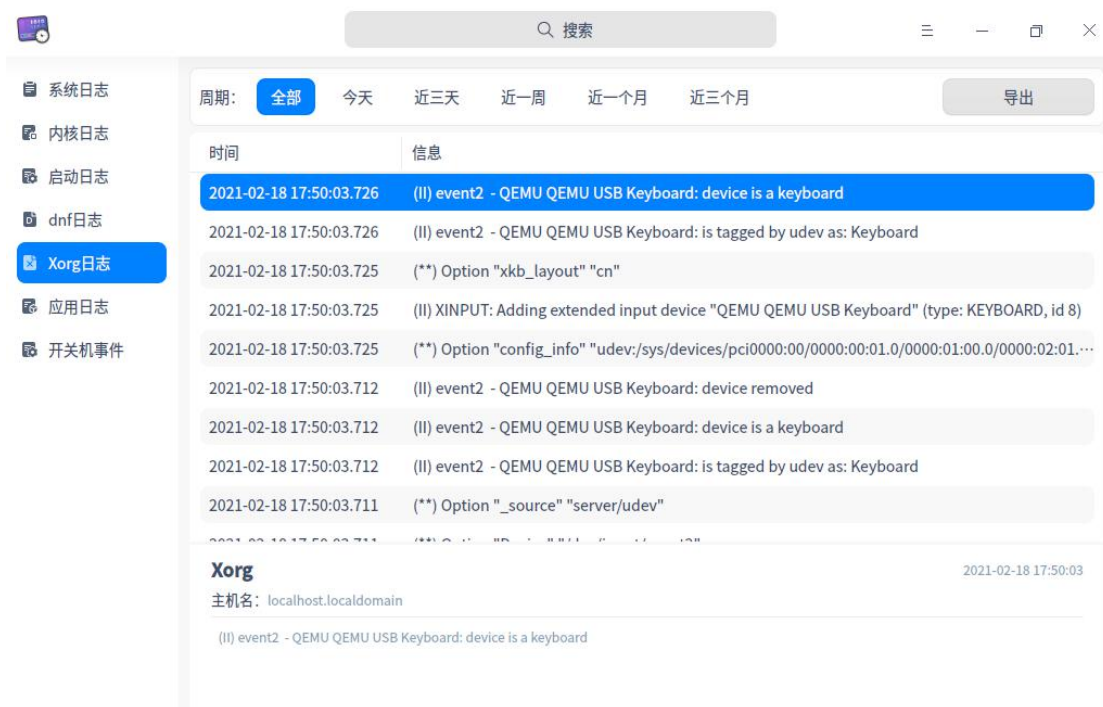 搜索
系统日志
内核日志
启动日志
dnf日志
Xorg日志
应用日志
开关机事件
周期： 全部 今天 近三天 近一周 近一个月 近三个月 导出
时间 信息
2021-02-18 17:50:03.726 (II) event2 - QEMU QEMU USB Keyboard: device is a keyboard
2021-02-18 17:50:03.726 (II) event2 - QEMU QEMU USB Keyboard: is tagged by udev as: Keyboard
2021-02-18 17:50:03.725 (**) Option "xkb_layout" "cn"
2021-02-18 17:50:03.725 (II) XINPUT: Adding extended input device "QEMU QEMU USB Keyboard" (type: KEYBOARD, id 8)
2021-02-18 17:50:03.725 (**) Option "config_info" "udev:/sys/devices/pci0000:00/0000:00:01.0/0000:01:00.0/0000:02:01.…
2021-02-18 17:50:03.712 (II) event2 - QEMU QEMU USB Keyboard: device removed
2021-02-18 17:50:03.712 (II) event2 - QEMU QEMU USB Keyboard: device is a keyboard
2021-02-18 17:50:03.712 (II) event2 - QEMU QEMU USB Keyboard: is tagged by udev as: Keyboard
2021-02-18 17:50:03.711 (**) Option "_source" "server/udev"
Xorg 2021-02-18 17:50:03
主机名： localhost.localdomain
(II) event2 - QEMU QEMU USB Keyboard: device is a keyboard